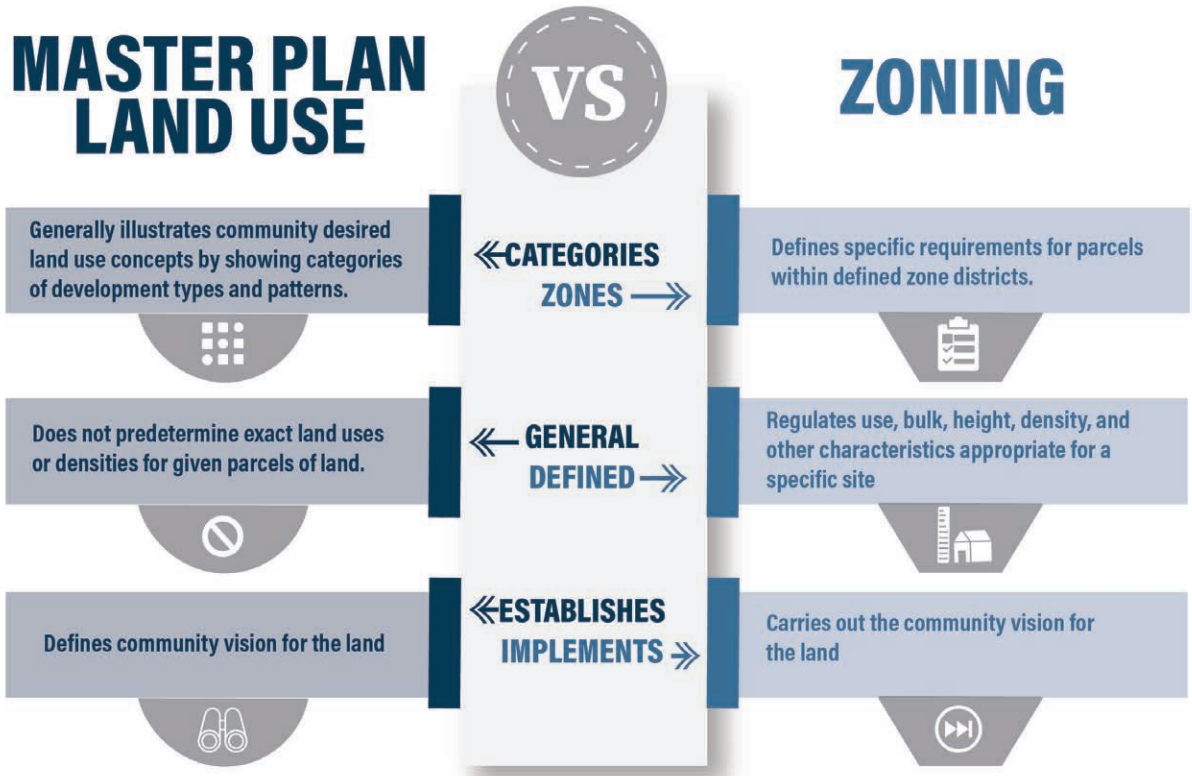 MASTER PLAN
LAND USE
VS
ZONING
Generally illustrates community desired
land use concepts by showing categories
of development types and patterns.
CATEGORIES
ZONES
Defines specific requirements for parcels
within defined zone districts.
Does not predetermine exact land uses
or densities for given parcels of land.
GENERAL
DEFINED
Regulates use, bulk, height, density, and
other characteristics appropriate for a
specific site
Defines community vision for the land
ESTABLISHES
IMPLEMENTS
Carries out the community vision for
the land